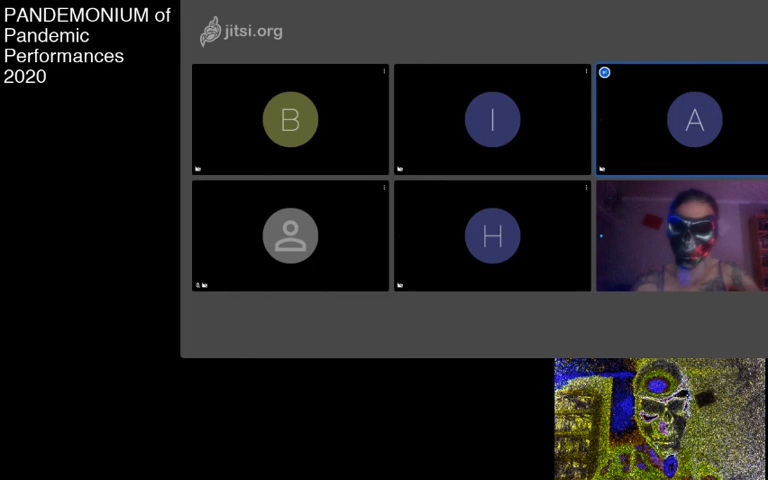 PANDEMONIUM of
Pandemic
Performances
2020
jitsi.org
B
I
A
H